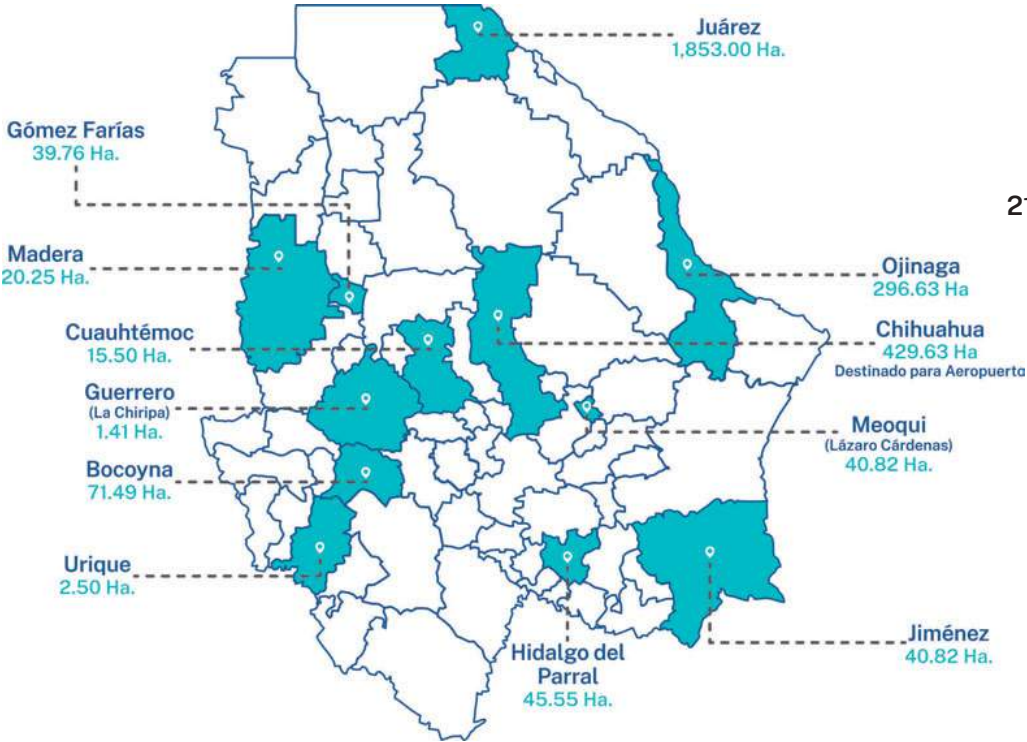 Juárez
1,853.00 Ha.
Gómez Farías
39.76 Ha.
Madera
20.25 Ha.
Cuauhtémoc
15.50 Ha.
Guerrero
(La Chiripa)
1.41 Ha.
Bocoyna
71.49 Ha.
Urique
2.50 Ha.
Ojinaga
296.63 Ha
Chihuahua
429.63 Ha
Destinado para Aeropuerto
Meoqui
(Lázaro Cárdenas)
40.82 Ha.
Hidalgo del
Parral
45.55 Ha.
Jiménez
40.82 Ha.